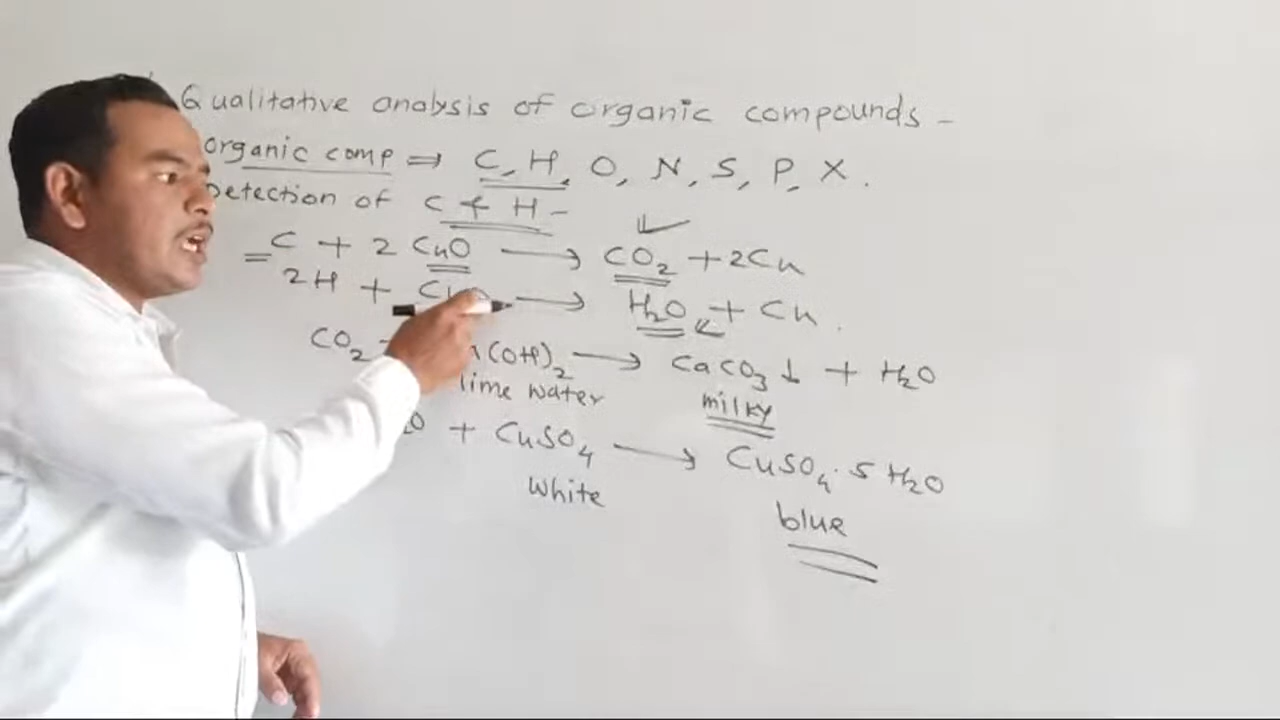 Qualitative analysis of organic compounds -
organic comp ⇒ C, H, O, N, S, P, X.
Detection of C & H -
C + 2 CuO → CO₂ + 2Cu
2H + → H₂O + Cu.
CO₂ (OH)₂ → CaCO₃ ↓ + H₂O
lime water milky
+ CuSO₄ → CuSO₄·5H₂O
White
blue